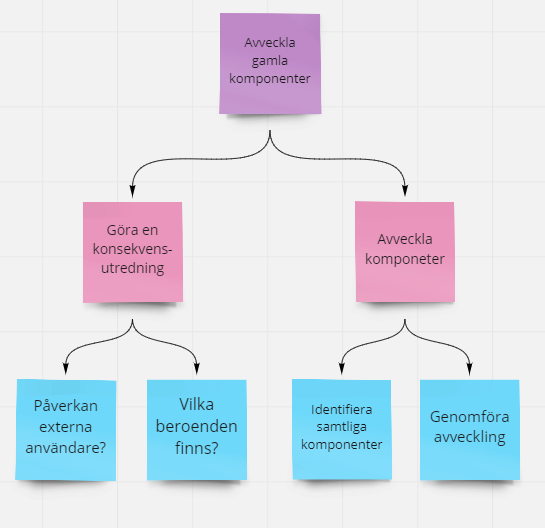 Avveckla
gamla
komponenter
Göra en
konsekvens-
utredning
Avveckla
komponeter
Påverkan
externa
användare?
Vilka
beroenden
finns?
Identifiera
samtliga
komponenter
Genomföra
avveckling